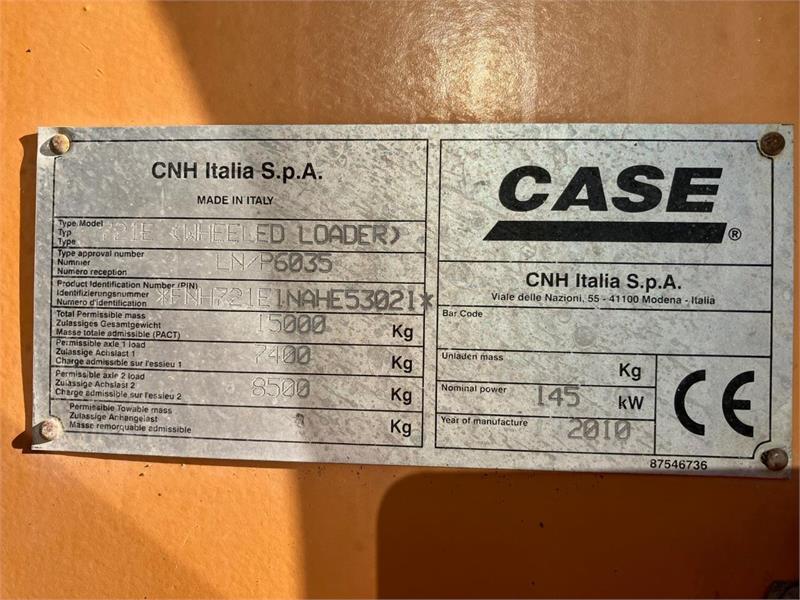 CNH Italia S.p.A.
MADE IN ITALY
Type Model
Typ
Type
721E (WHEELED LOADER)
Type approval number
Nummer
Numero reception
LN/P6035
Product Identification Number (PIN)
Identifizierungsnummer
Numero d'identification
*FNH721E1NAHE53021*
Total Permissible mass
Zulassiges Gesamtgewicht
Masse totale admissible (PACT)
15000
Kg
Permissible axle 1 load
Zulassige Achslast 1
Charge admissible sur l'essieu 1
7400
Kg
Permissible axle 2 load
Zulassige Achslast 2
Charge admissible sur l'essieu 2
8500
Kg
Permissible Towable mass
Zulassige Anhangelast
Masse remorquable admissible
Kg
CASE
®
CNH Italia S.p.A.
Viale delle Nazioni, 55 - 41100 Modena - Italia
Bar Code
Unladen mass
Kg
Nominal power
145
kW
Year of manufacture
2010
CE
87546736